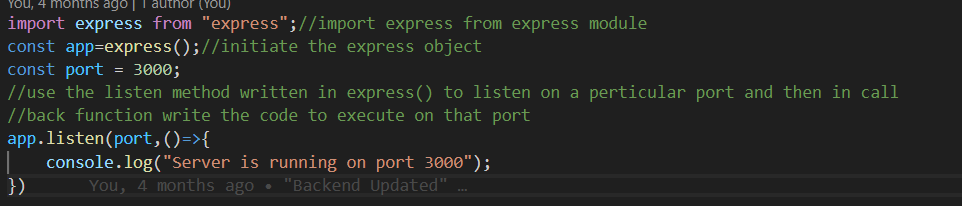 You, 4 months ago | 1 author (You)
import express from "express";//import express from express module
const app=express();//initiate the express object
const port = 3000;
//use the listen method written in express() to listen on a perticular port and then in call
//back function write the code to execute on that port
app.listen(port,()=>{
    console.log("Server is running on port 3000");
})      You, 4 months ago • "Backend Updated" …